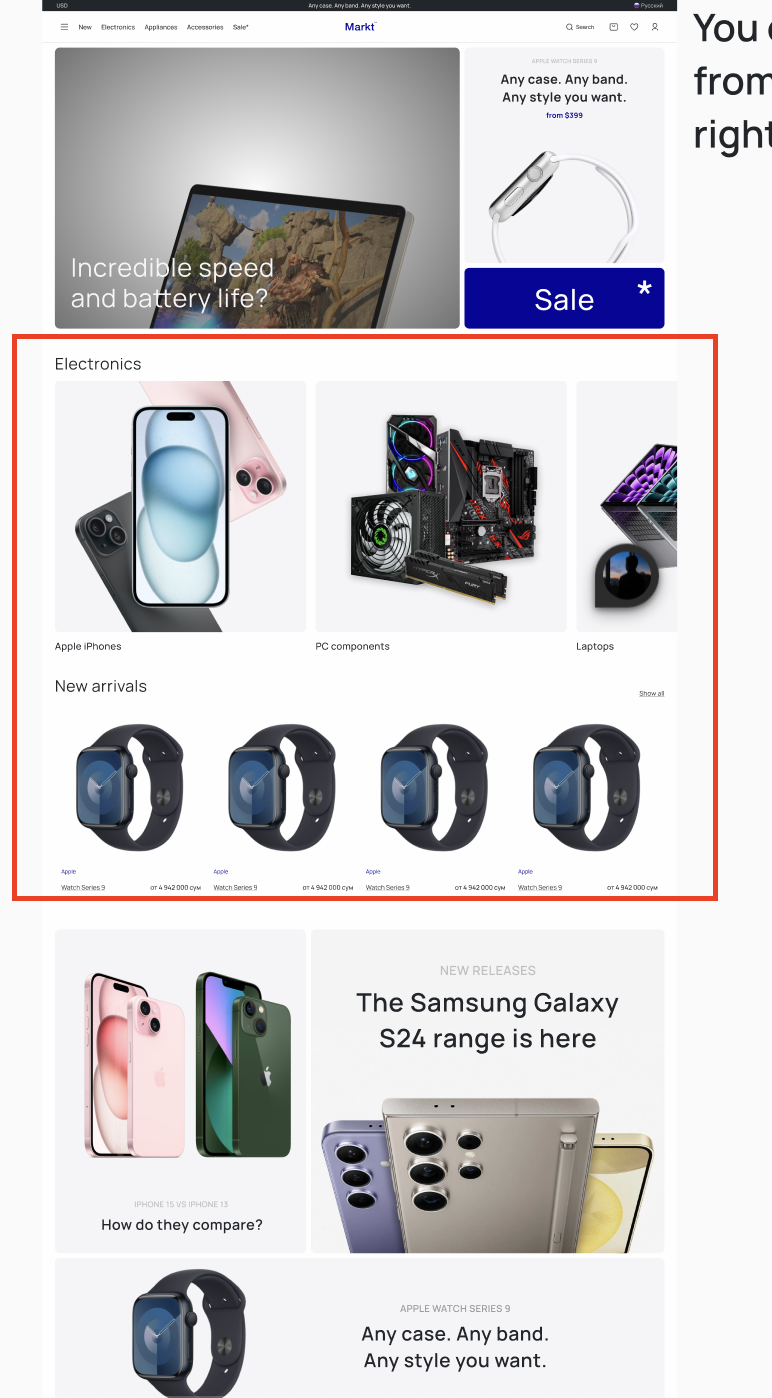 USD
Any case. Any band. Any style you want.
Русский
New
Electronics
Appliances
Accessories
Sale*
Markt
Search
You
from
right
APPLE WATCH SERIES 9
Any case. Any band.
Any style you want.
from $399
Incredible speed
and battery life?
Sale *
Electronics
Apple iPhones
PC components
Laptops
New arrivals
Show all
Apple
Apple
Apple
Apple
Watch Series 9
от 4 942 000 сум
Watch Series 9
от 4 942 000 сум
Watch Series 9
от 4 942 000 сум
Watch Series 9
от 4 942 000 сум
IPHONE 15 VS IPHONE 13
How do they compare?
NEW RELEASES
The Samsung Galaxy
S24 range is here
APPLE WATCH SERIES 9
Any case. Any band.
Any style you want.